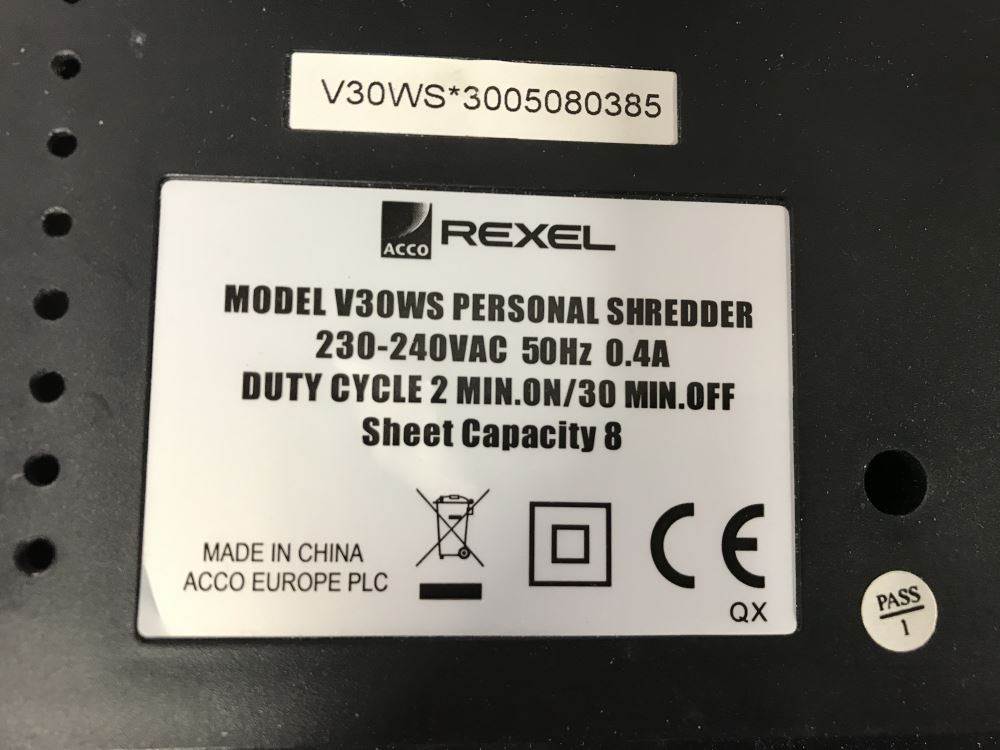 V30WS*3005080385
ACCO REXEL
MODEL V30WS PERSONAL SHREDDER
230-240VAC 50Hz 0.4A
DUTY CYCLE 2 MIN.ON/30 MIN.OFF
Sheet Capacity 8
MADE IN CHINA
ACCO EUROPE PLC
CE
QX
PASS
1